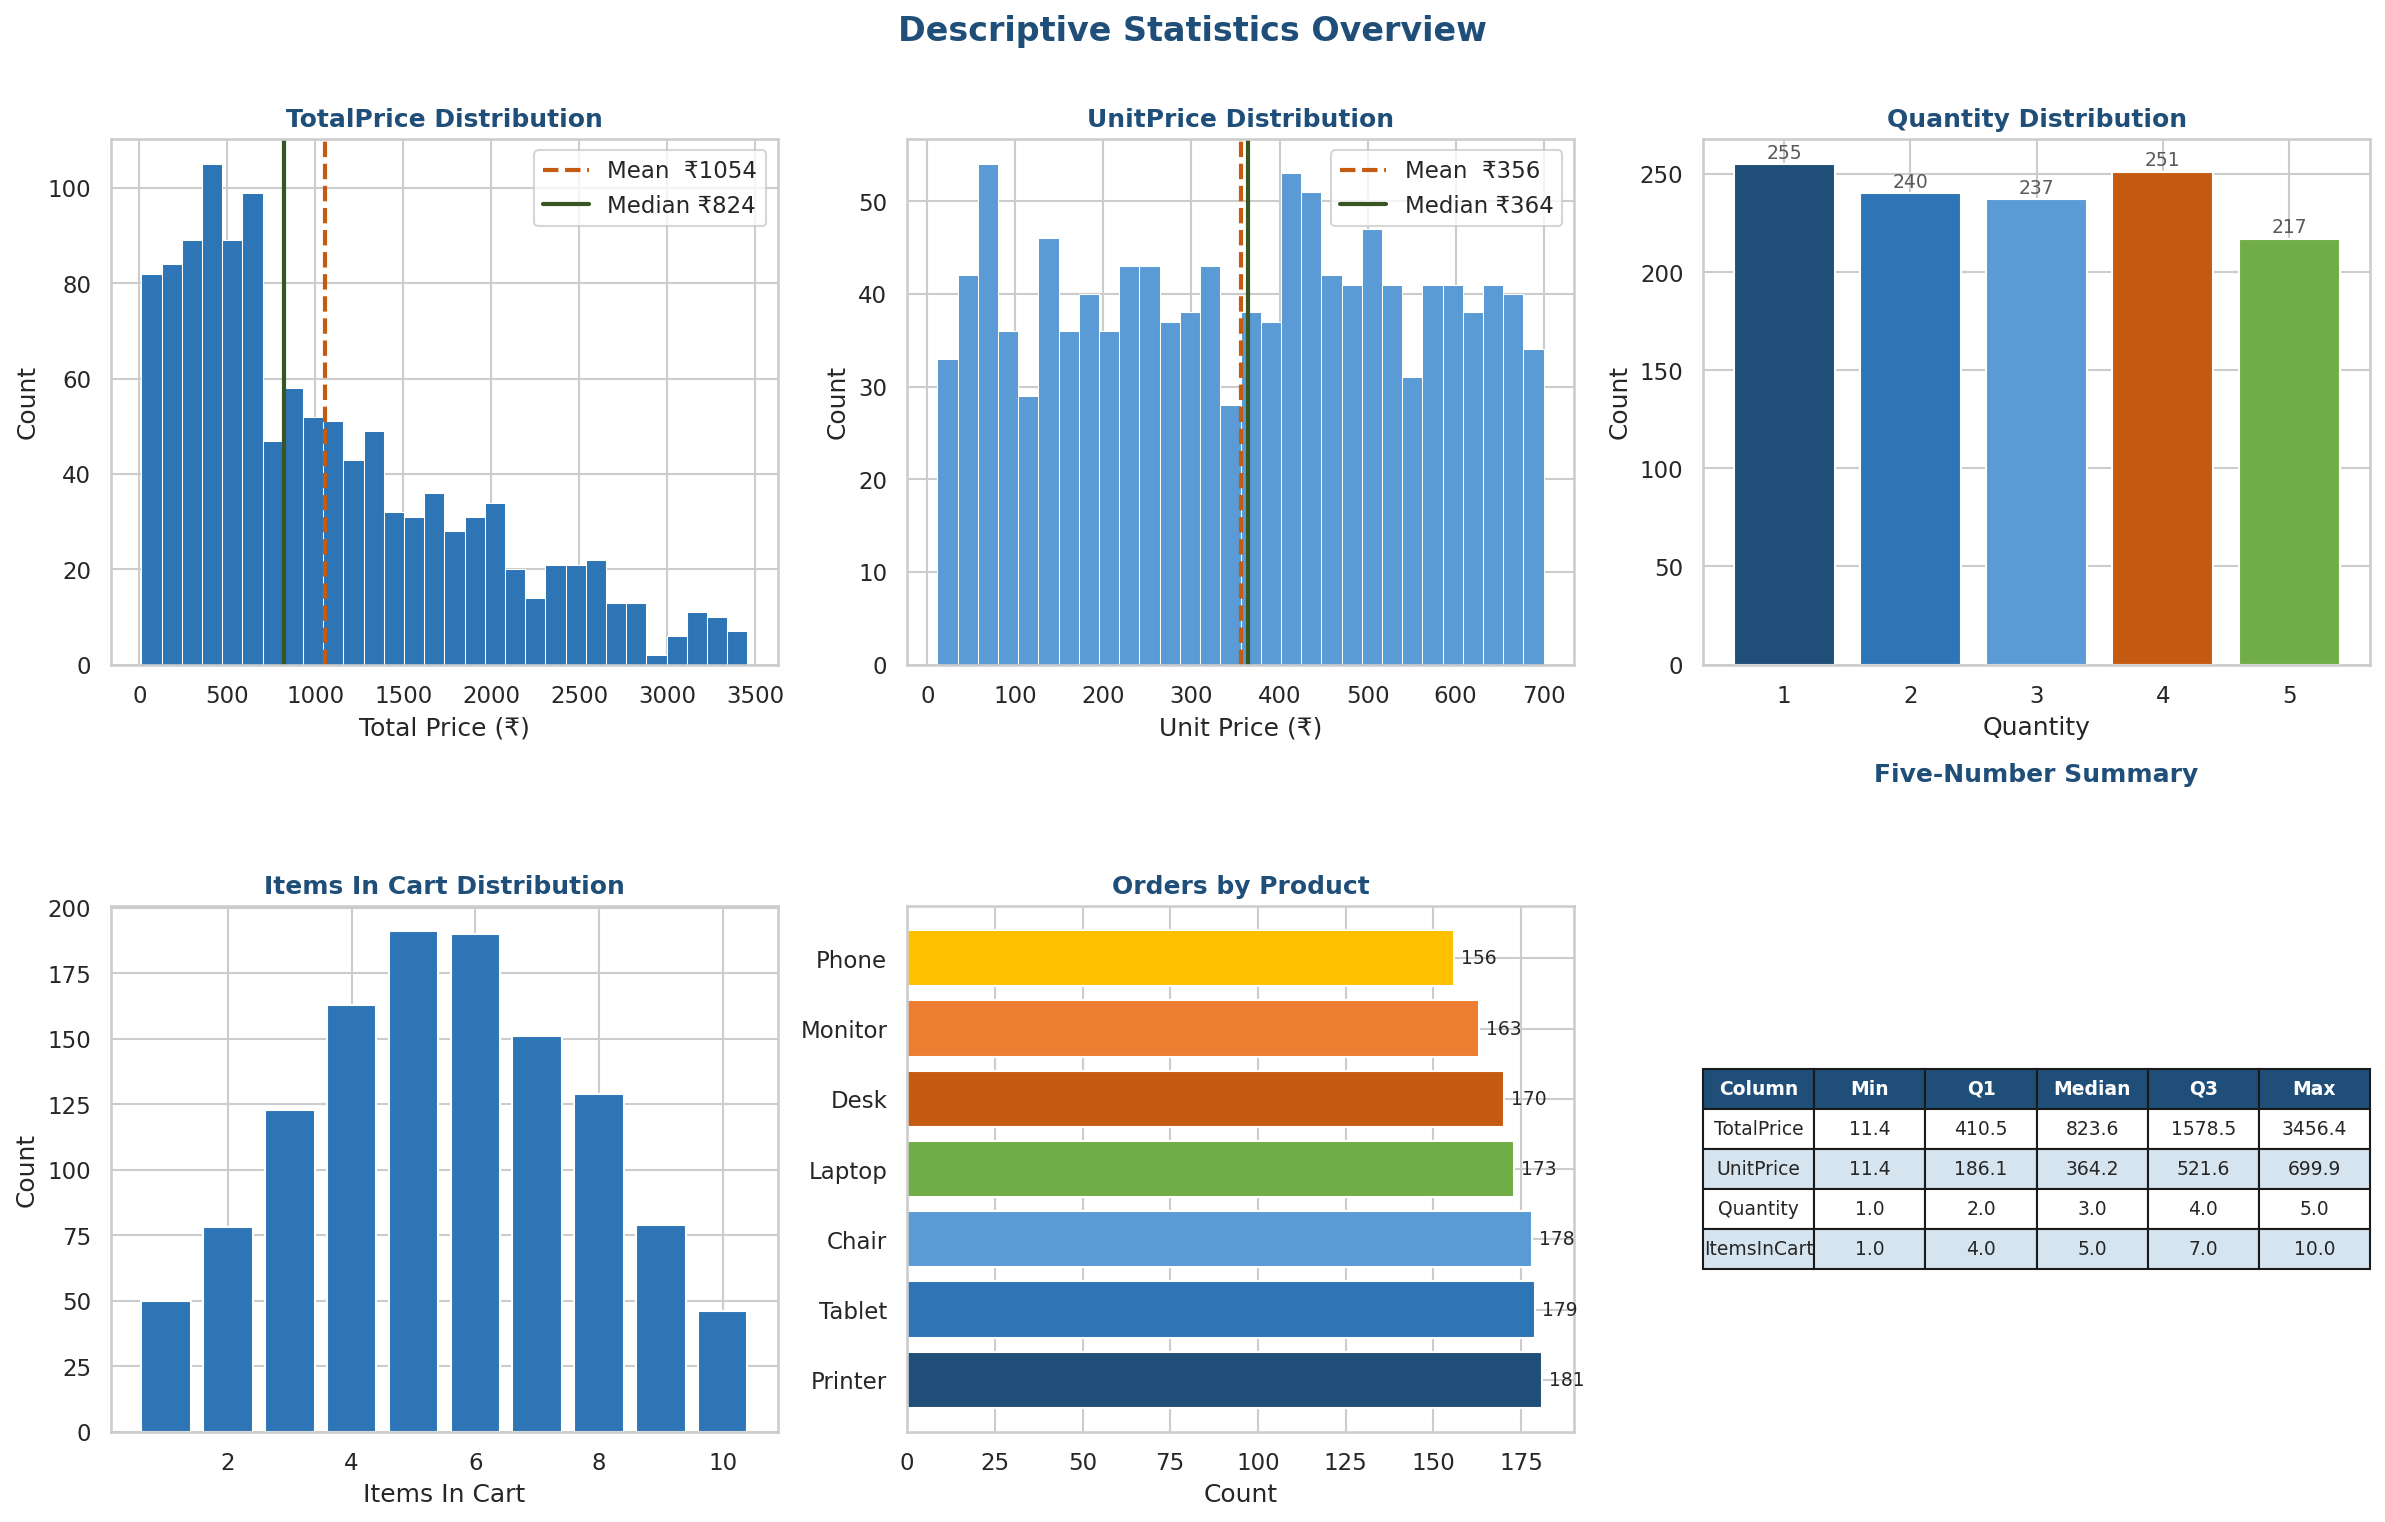 Descriptive Statistics Overview
TotalPrice Distribution
Count
100
80
60
40
20
0
Mean ₹1054
Median ₹824
0 500 1000 1500 2000 2500 3000 3500
Total Price (₹)
UnitPrice Distribution
Count
50
40
30
20
10
0
Mean ₹356
Median ₹364
0 100 200 300 400 500 600 700
Unit Price (₹)
Quantity Distribution
Count
250
200
150
100
50
0
255 240 237 251 217
1 2 3 4 5
Quantity
Items In Cart Distribution
Count
200
175
150
125
100
75
50
25
0
2 4 6 8 10
Items In Cart
Orders by Product
Phone 156
Monitor 163
Desk 170
Laptop 173
Chair 178
Tablet 179
Printer 181
0 25 50 75 100 125 150 175
Count
Five-Number Summary
Column Min Q1 Median Q3 Max
TotalPrice 11.4 410.5 823.6 1578.5 3456.4
UnitPrice 11.4 186.1 364.2 521.6 699.9
Quantity 1.0 2.0 3.0 4.0 5.0
ItemsInCart 1.0 4.0 5.0 7.0 10.0